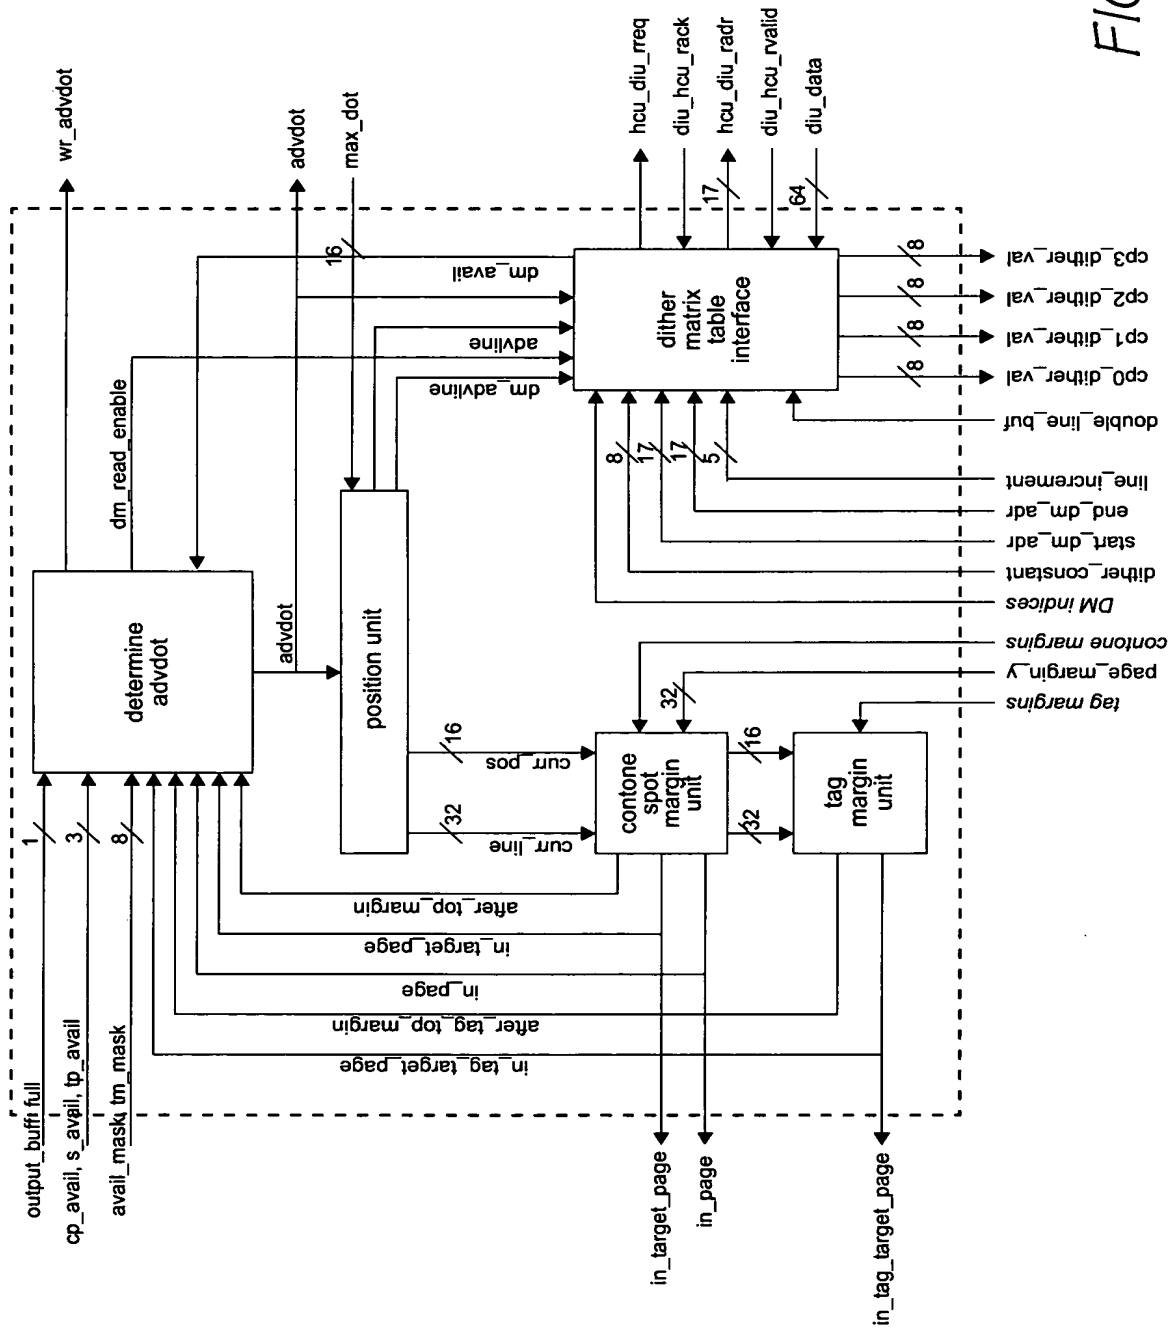 FIG
wr_advdot
advdot
max_dot
hcu_diu_rreq
diu_hcu_rack
hcu_diu_radr
diu_hcu_rvalid
diu_data
17
64
16
dm_avail
advline
dm_advline
dm_read_enable
determine
advdot
advdot
position unit
dither
matrix
table
interface
8
8
8
8
cp3_dither_val
cp2_dither_val
cp1_dither_val
cp0_dither_val
double_line_buf
line_increment
end_dm_adr
start_dm_adr
dither_constant
DM indices
8
17
17
5
contone margins
page_margin_y
tag margins
32
16
curr_pos
32
curr_line
contone
spot
margin
unit
16
32
tag
margin
unit
1
3
8
after_top_margin
in_target_page
in_page
after_tag_top_margin
in_tag_target_page
output_buff_full
cp_avail, s_avail, tp_avail
avail_mask, tm_mask
in_target_page
in_page
in_tag_target_page